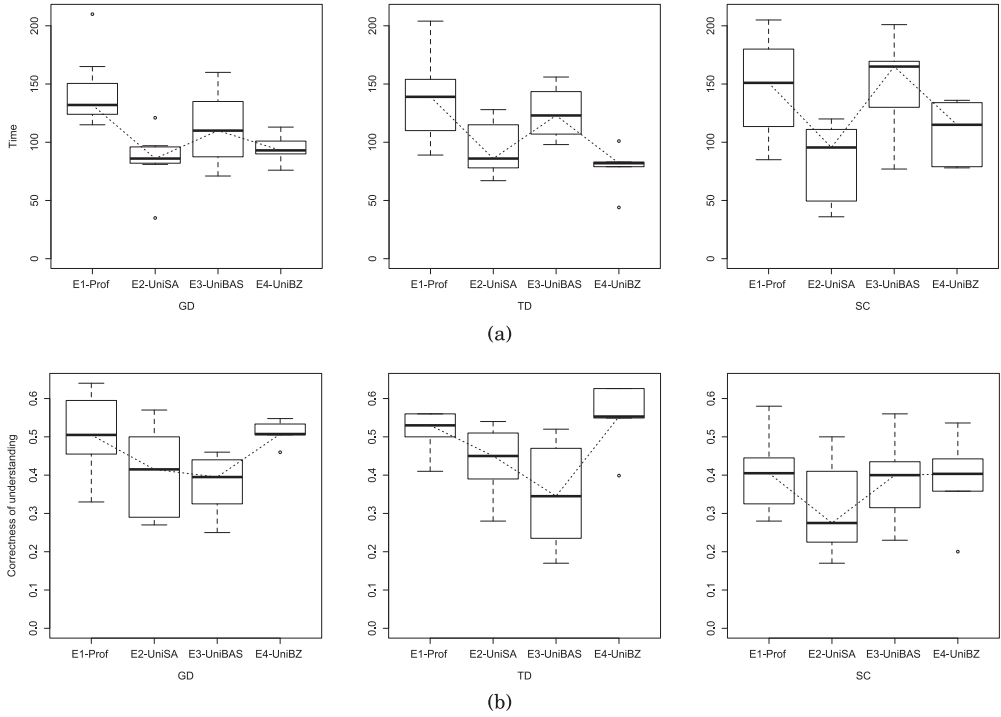 Time
200
150
100
50
0
E1-Prof E2-UniSA E3-UniBAS E4-UniBZ
GD
200
150
100
50
0
E1-Prof E2-UniSA E3-UniBAS E4-UniBZ
TD
200
150
100
50
0
E1-Prof E2-UniSA E3-UniBAS E4-UniBZ
SC
(a)
Correctness of understanding
0.6
0.5
0.4
0.3
0.2
0.1
0.0
E1-Prof E2-UniSA E3-UniBAS E4-UniBZ
GD
0.6
0.5
0.4
0.3
0.2
0.1
0.0
E1-Prof E2-UniSA E3-UniBAS E4-UniBZ
TD
0.6
0.5
0.4
0.3
0.2
0.1
0.0
E1-Prof E2-UniSA E3-UniBAS E4-UniBZ
SC
(b)